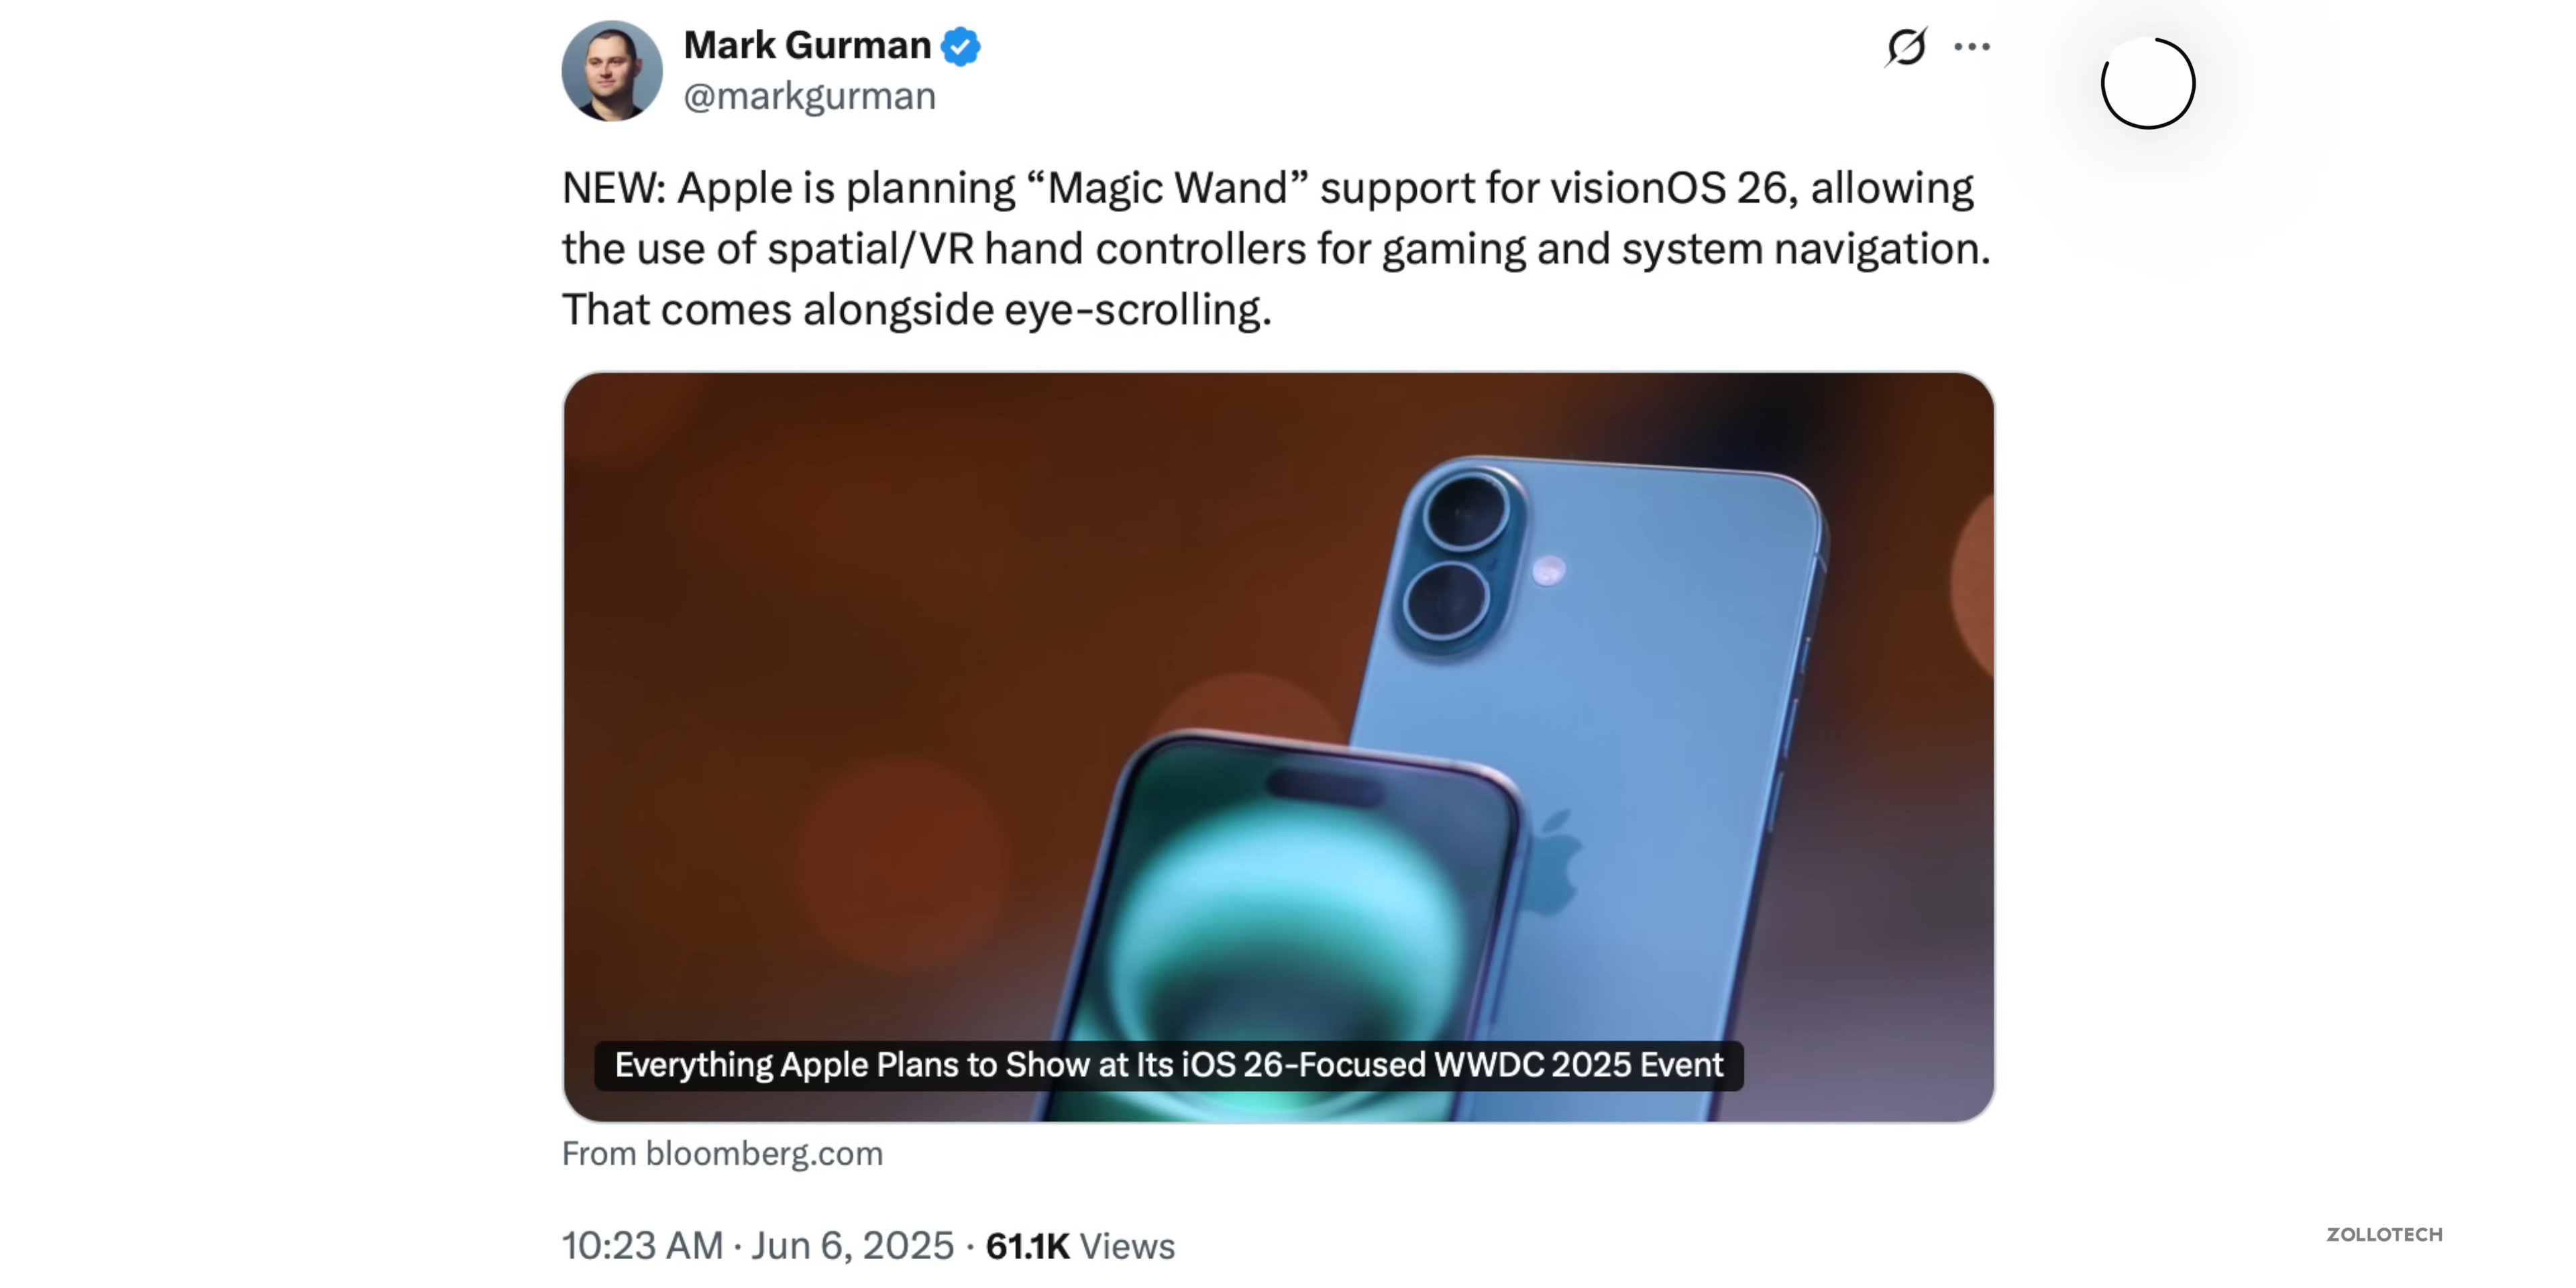 Mark Gurman
@markgurman
NEW: Apple is planning “Magic Wand” support for visionOS 26, allowing
the use of spatial/VR hand controllers for gaming and system navigation.
That comes alongside eye-scrolling.
Everything Apple Plans to Show at Its iOS 26-Focused WWDC 2025 Event
From bloomberg.com
10:23 AM · Jun 6, 2025 · 61.1K Views
ZOLLOTECH